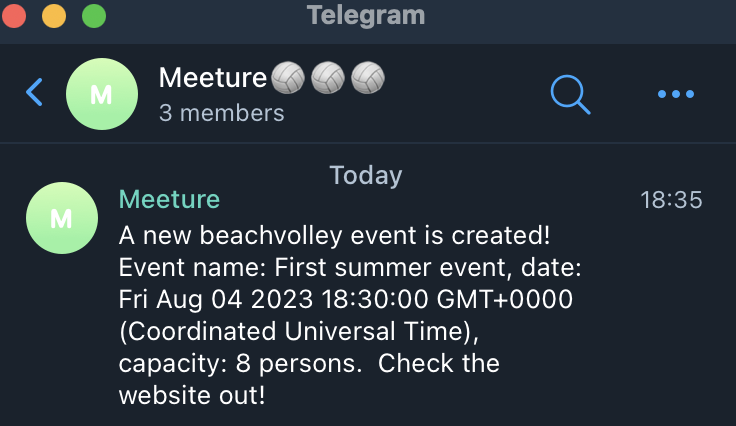 Telegram
M
Meeture🏐🏐🏐
3 members
Today
M
Meeture
18:35
A new beachvolley event is created!
Event name: First summer event, date:
Fri Aug 04 2023 18:30:00 GMT+0000
(Coordinated Universal Time),
capacity: 8 persons.  Check the
website out!